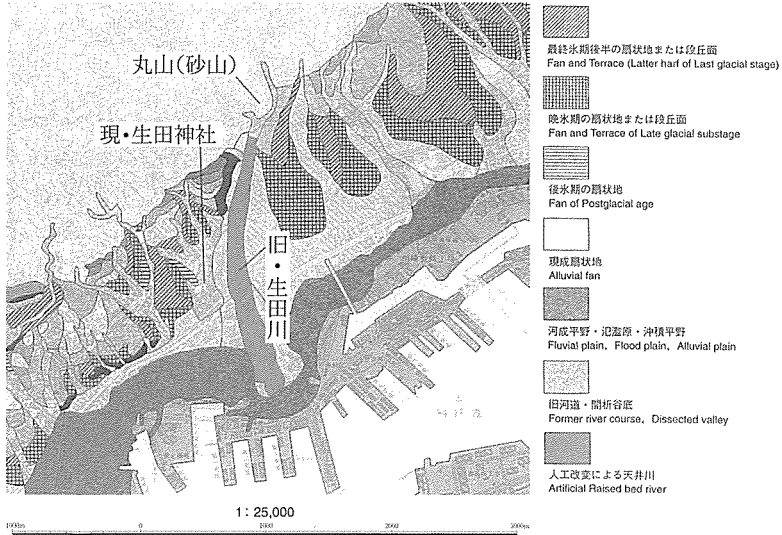 丸山(砂山)
現・生田神社
旧・生田川
最終氷期後半の扇状地または段丘面
Fan and Terrace (Latter half of Last glacial stage)
晩氷期の扇状地または段丘面
Fan and Terrace of Late glacial substage
後氷期の扇状地
Fan of Postglacial age
現成扇状地
Alluvial fan
河成平野・氾濫原・沖積平野
Fluvial plain, Flood plain, Alluvial plain
旧河道・開析谷底
Former river course, Dissected valley
人工改変による天井川
Artificial Raised bed river
1:25,000
0